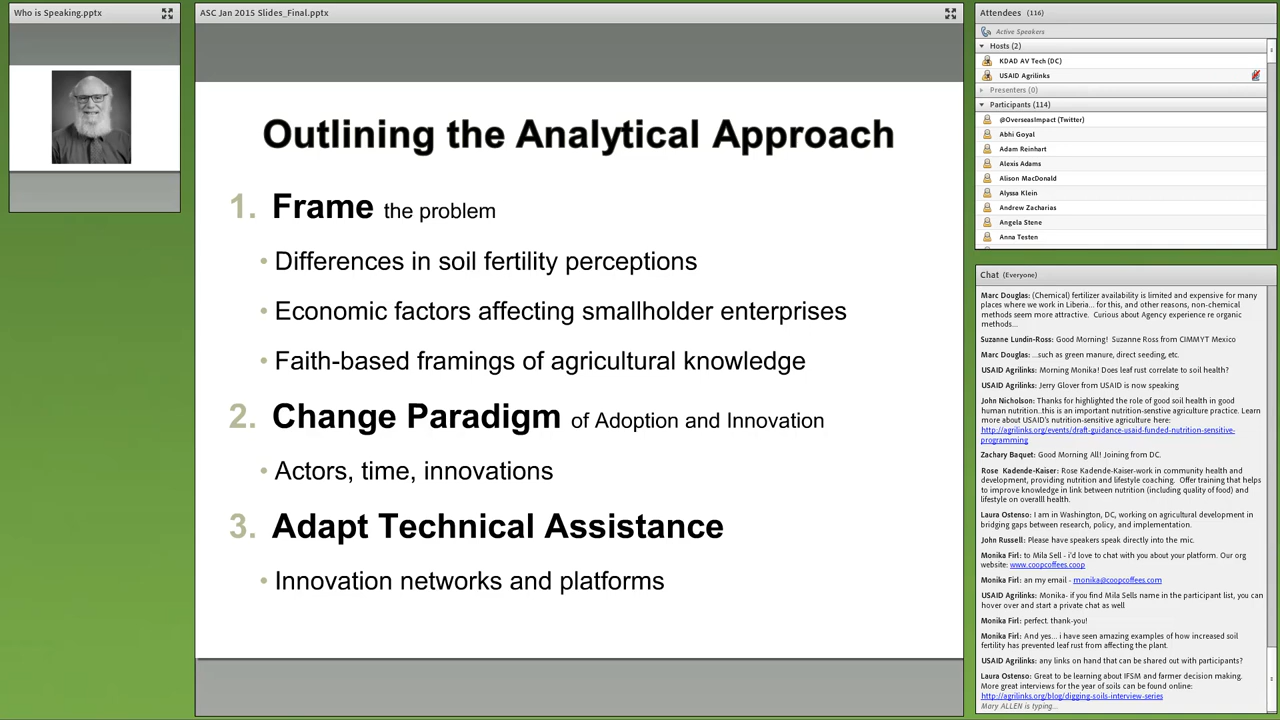 Who is Speaking.pptx
ASC Jan 2015 Slides_Final.pptx
Outlining the Analytical Approach
1. Frame the problem
• Differences in soil fertility perceptions
• Economic factors affecting smallholder enterprises
• Faith-based framings of agricultural knowledge
2. Change Paradigm of Adoption and Innovation
• Actors, time, innovations
3. Adapt Technical Assistance
• Innovation networks and platforms
Attendees (116)
Active Speakers
Hosts (2)
KDAD AV Tech (DC)
USAID Agrilinks
Presenters (0)
Participants (114)
@OverseasImpact (Twitter)
Abhi Goyal
Adam Reinhart
Alexis Adams
Alison MacDonald
Alyssa Klein
Andrew Zacharias
Angela Stene
Anna Testen
Chat (Everyone)
Marc Douglas: (Chemical) fertilizer availability is limited and expensive for many
places where we work in Liberia... for this, and other reasons, non-chemical
methods seem more attractive. Curious about Agency experience re organic
methods...
Suzanne Lundin-Ross: Good Morning! Suzanne Ross from CIMMYT Mexico
Marc Douglas: ...such as green manure, direct seeding, etc.
USAID Agrilinks: Morning Monika! Does leaf rust correlate to soil health?
USAID Agrilinks: Jerry Glover from USAID is now speaking
John Nicholson: Thanks for highlighted the role of good soil health in good
human nutrition..this is an important nutrition-sensitive agriculture practice. Learn
more about USAID's nutrition-sensitive agriculture here:
http://agrilinks.org/events/draft-guidance-usaid-funded-nutrition-sensitive-
programming
Zachary Baquet: Good Morning All! Joining from DC.
Rose Kadende-Kaiser: Rose Kadende-Kaiser-work in community health and
development, providing nutrition and lifestyle coaching. Offer training that helps
to improve knowledge in link between nutrition (including quality of food) and
lifestyle on overalll health.
Laura Ostenso: I am in Washington, DC, working on agricultural development in
bridging gaps between research, policy, and implementation.
John Russell: Please have speakers speak directly into the mic.
Monika Firl: to Mila Sell - i'd love to chat with you about your platform. Our org
website: www.coopcoffees.coop
Monika Firl: an my email - monika@coopcoffees.com
USAID Agrilinks: Monika- if you find Mila Sells name in the participant list, you can
hover over and start a private chat as well
Monika Firl: perfect. thank-you!
Monika Firl: And yes... i have seen amazing examples of how increased soil
fertility has prevented leaf rust from affecting the plant.
USAID Agrilinks: any links on hand that can be shared out with participants?
Laura Ostenso: Great to be learning about IFSM and farmer decision making.
More great interviews for the year of soils can be found online:
http://agrilinks.org/blog/digging-soils-interview-series
Mary ALLEN is typing...